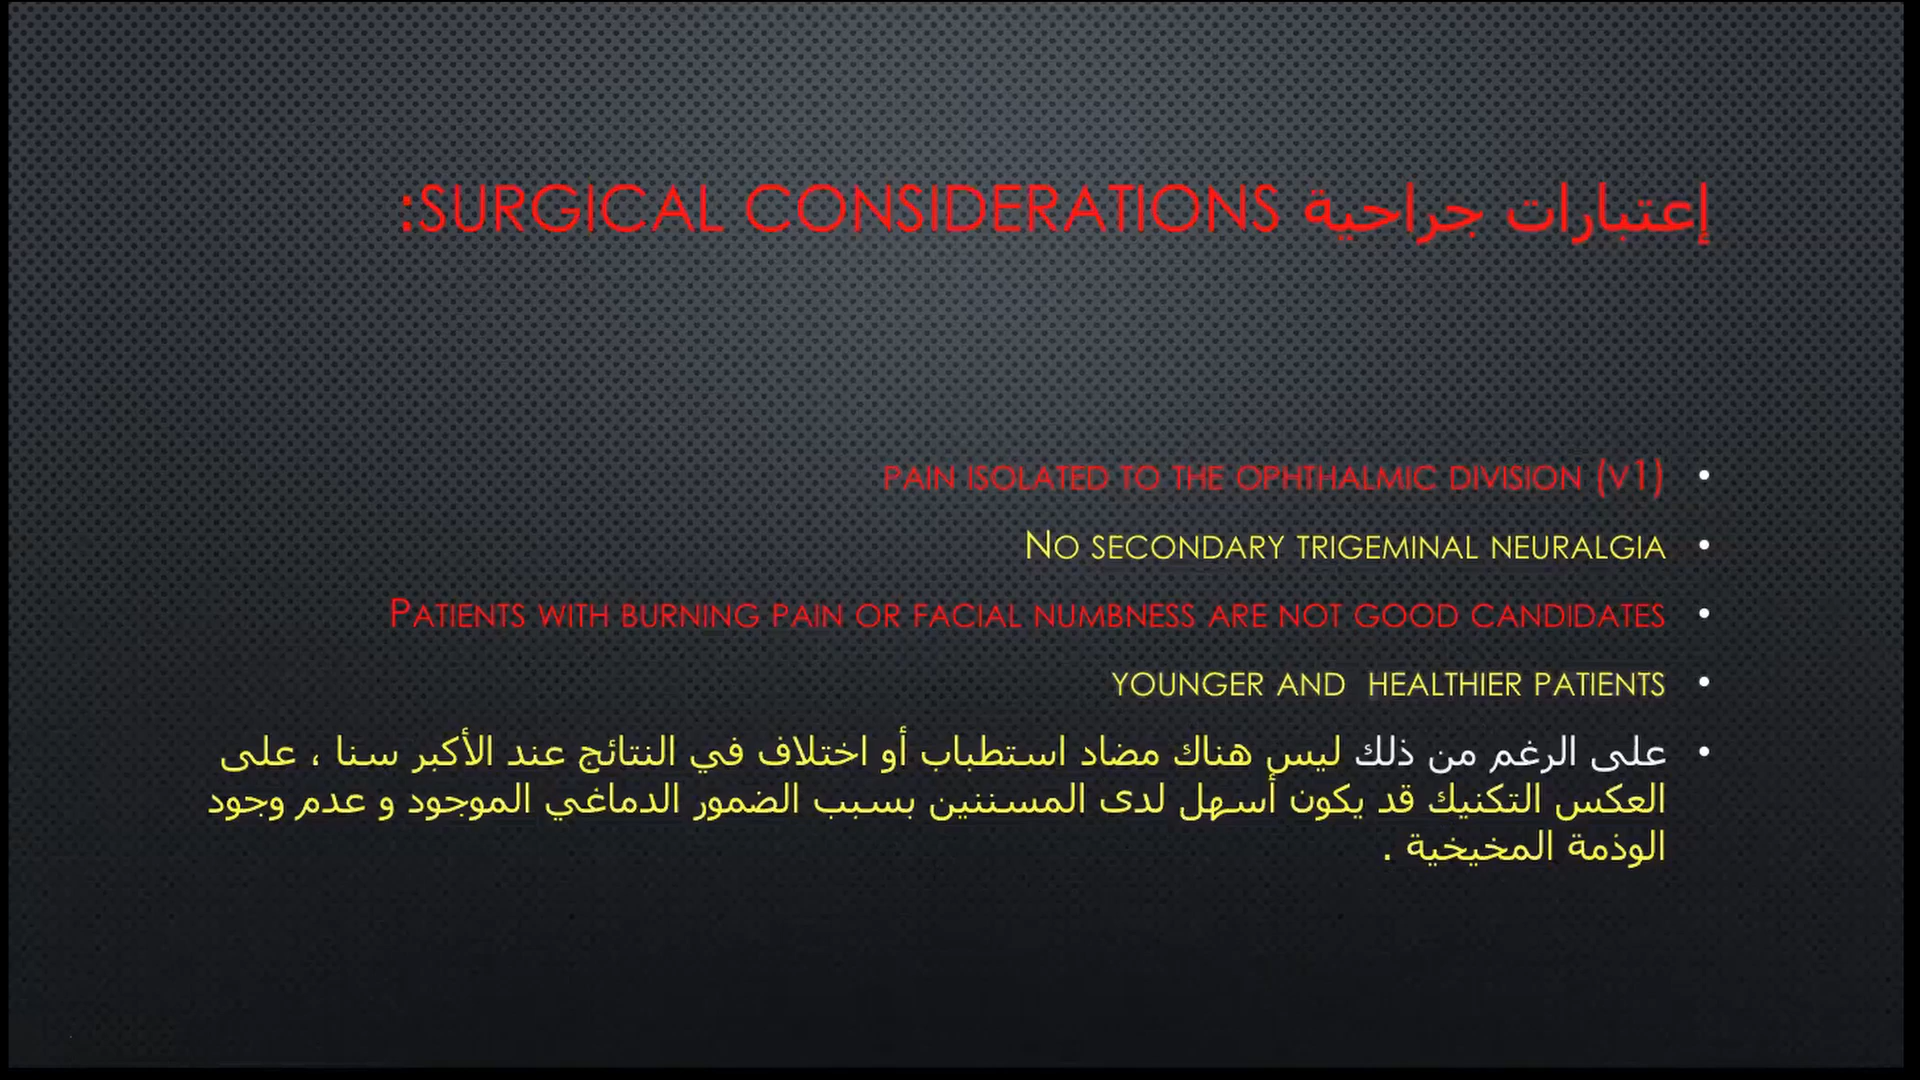 إعتبارات جراحية SURGICAL CONSIDERATIONS:
• PAIN ISOLATED TO THE OPHTHALMIC DIVISION (V1)
• NO SECONDARY TRIGEMINAL NEURALGIA
• PATIENTS WITH BURNING PAIN OR FACIAL NUMBNESS ARE NOT GOOD CANDIDATES
• YOUNGER AND HEALTHIER PATIENTS
• على الرغم من ذلك ليس هناك مضاد استطباب أو اختلاف في النتائج عند الأكبر سنا ، على
العكس التكنيك قد يكون أسهل لدى المسننين بسبب الضمور الدماغي الموجود و عدم وجود
الوذمة المخيخية .